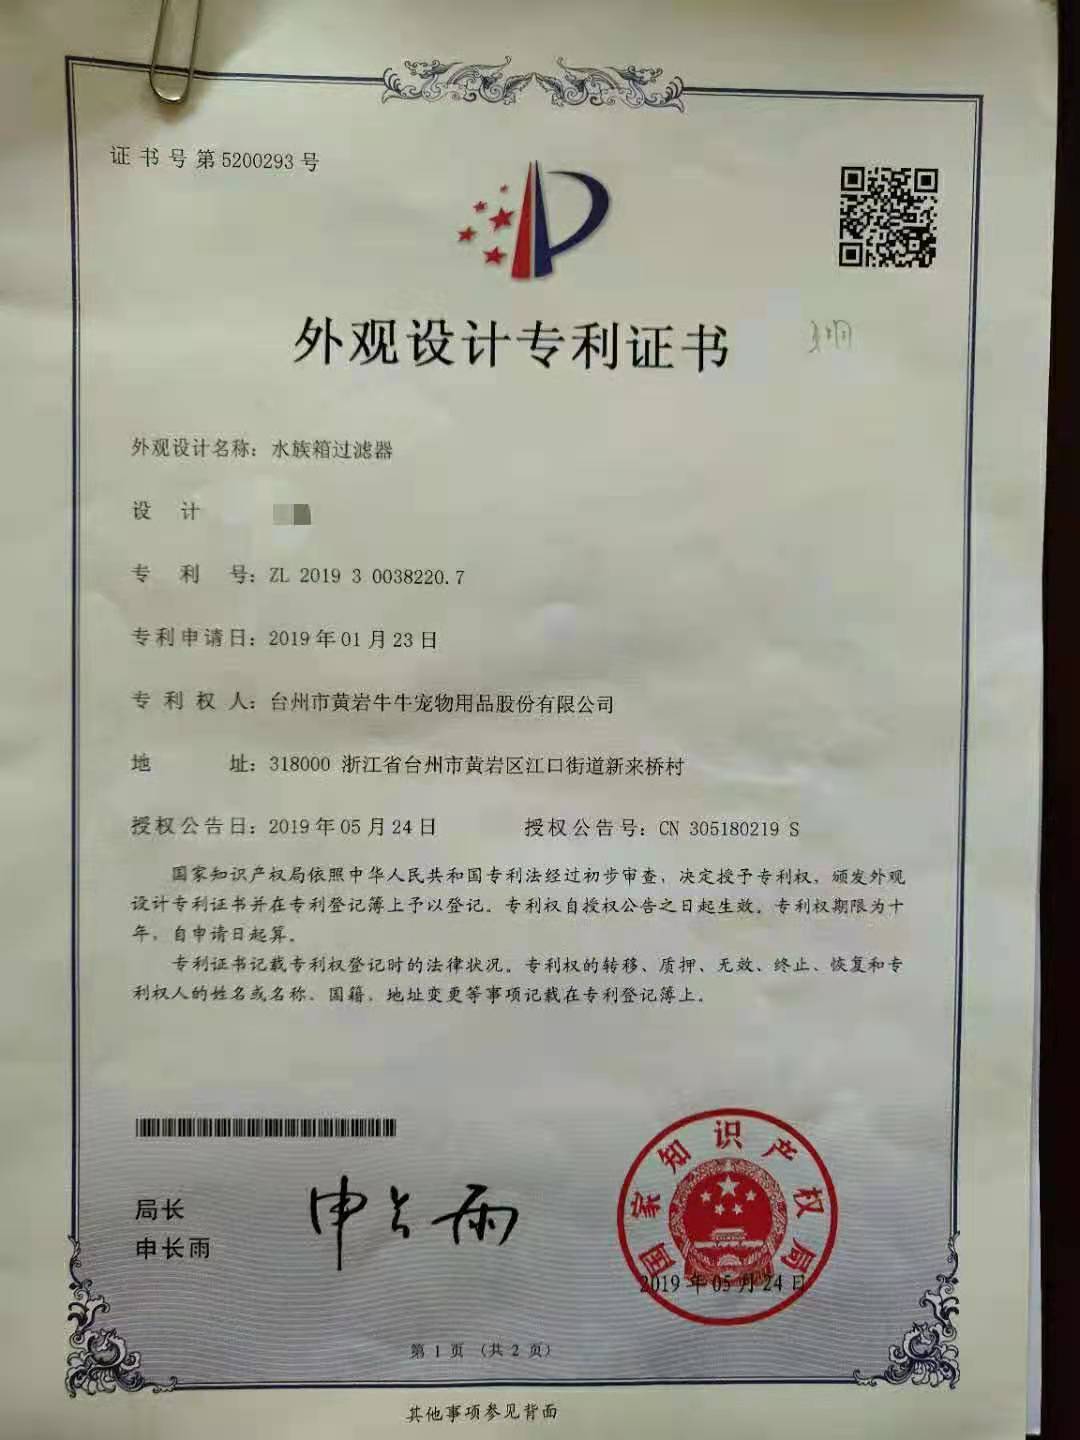 证书号第5200293号
外观设计专利证书
外观设计名称：水族箱过滤器
设 计
专 利 号：ZL 2019 3 0038220.7
专利申请日：2019年01月23日
专 利 权 人：台州市黄岩牛牛宠物用品股份有限公司
地 址：318000 浙江省台州市黄岩区江口街道新来桥村
授权公告日：2019年05月24日 授权公告号：CN 305180219 S
国家知识产权局依照中华人民共和国专利法经过初步审查，决定授予专利权，颁发外观
设计专利证书并在专利登记簿上予以登记。专利权自授权公告之日起生效。专利权期限为十
年，自申请日起算。
专利证书记载专利权登记时的法律状况。专利权的转移、质押、无效、终止、恢复和专
利权人的姓名或名称、国籍、地址变更等事项记载在专利登记簿上。
局长
申长雨
申长雨
国家知识产权局
2019年05月24日
第 1 页 （共 2 页）
其他事项参见背面